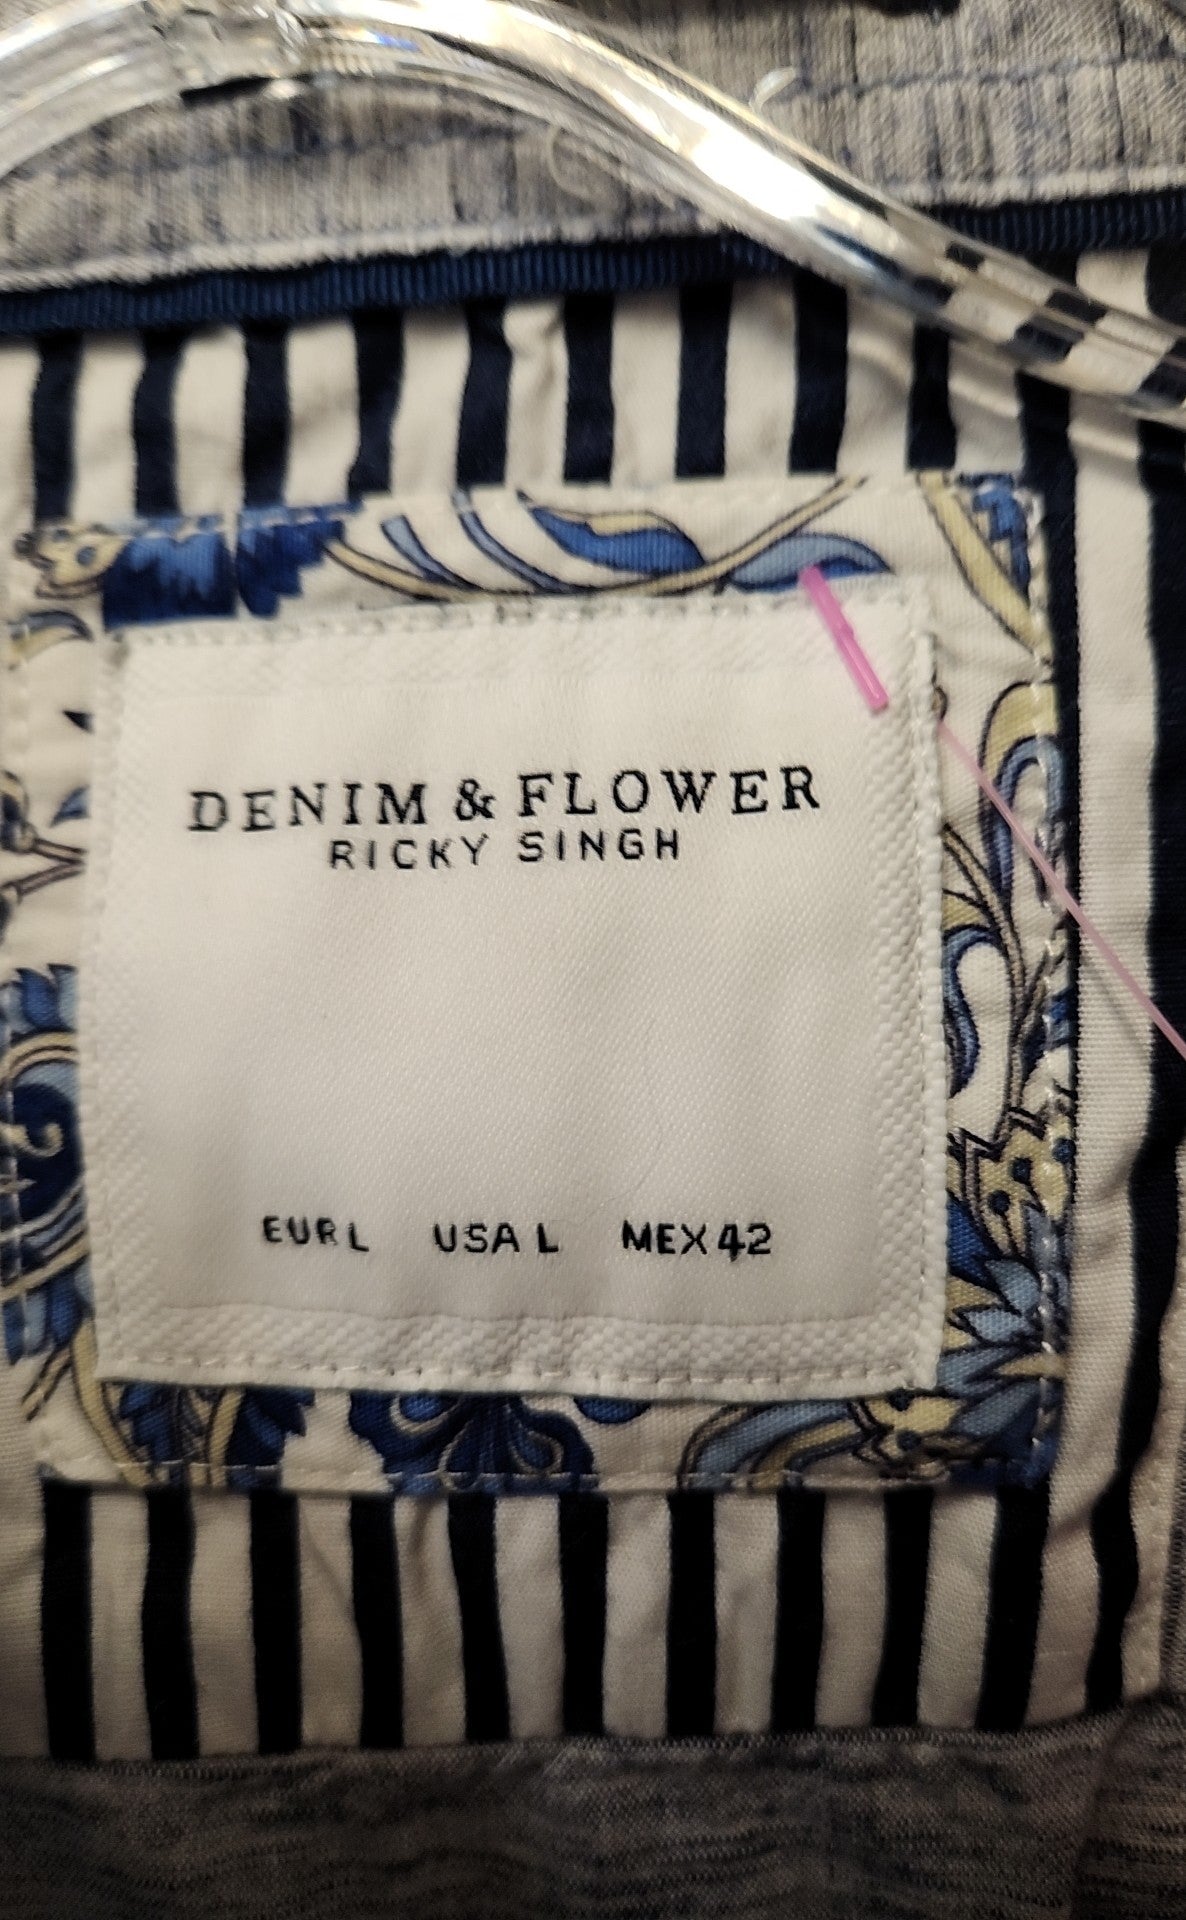 DENIM & FLOWER
RICKY SINGH
EUR L USA L MEX 42